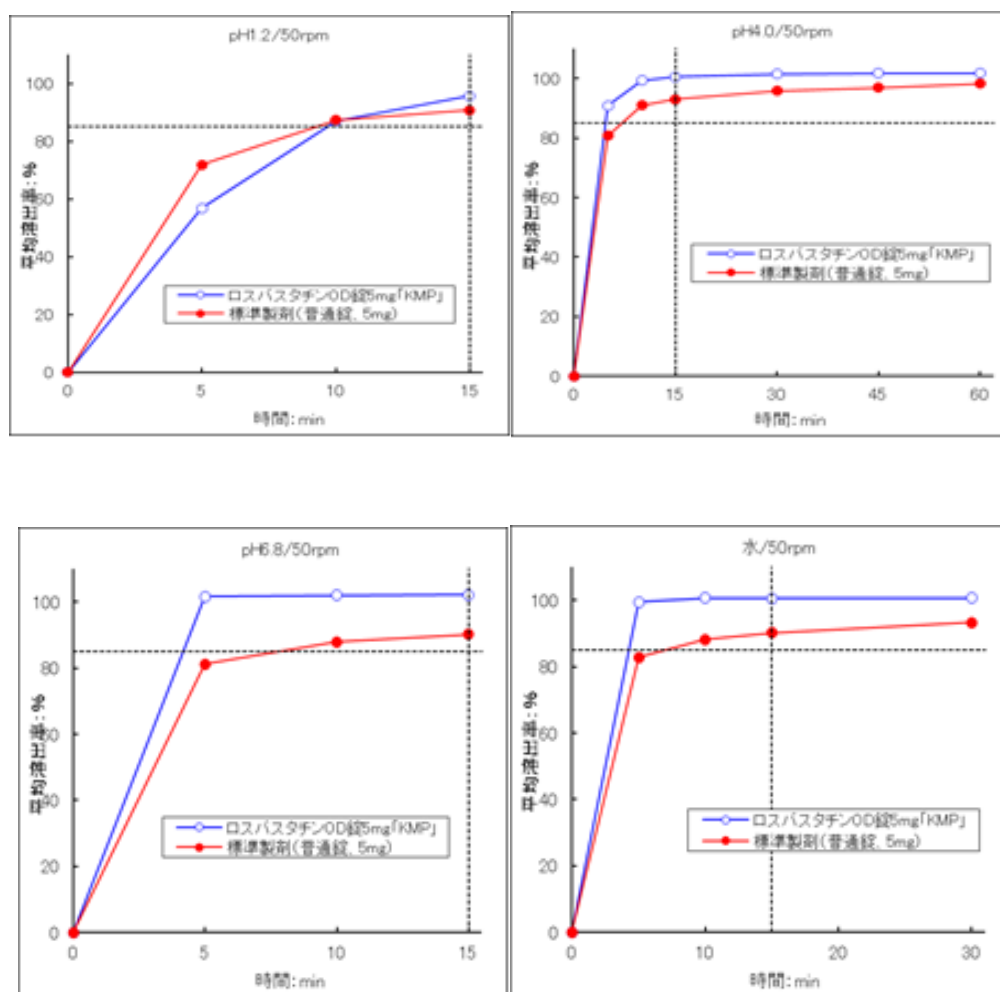 pH1.2/50rpm
平均溶出率:%
100
80
60
40
20
0
ロスバスタチンOD錠5mg「KMP」
標準製剤(普通錠, 5mg)
0 5 10 15
時間:min
pH4.0/50rpm
平均溶出率:%
100
80
60
40
20
0
ロスバスタチンOD錠5mg「KMP」
標準製剤(普通錠, 5mg)
0 15 30 45 60
時間:min
pH6.8/50rpm
平均溶出率:%
100
80
60
40
20
0
ロスバスタチンOD錠5mg「KMP」
標準製剤(普通錠, 5mg)
0 5 10 15
時間:min
水/50rpm
平均溶出率:%
100
80
60
40
20
0
ロスバスタチンOD錠5mg「KMP」
標準製剤(普通錠, 5mg)
0 10 20 30
時間:min